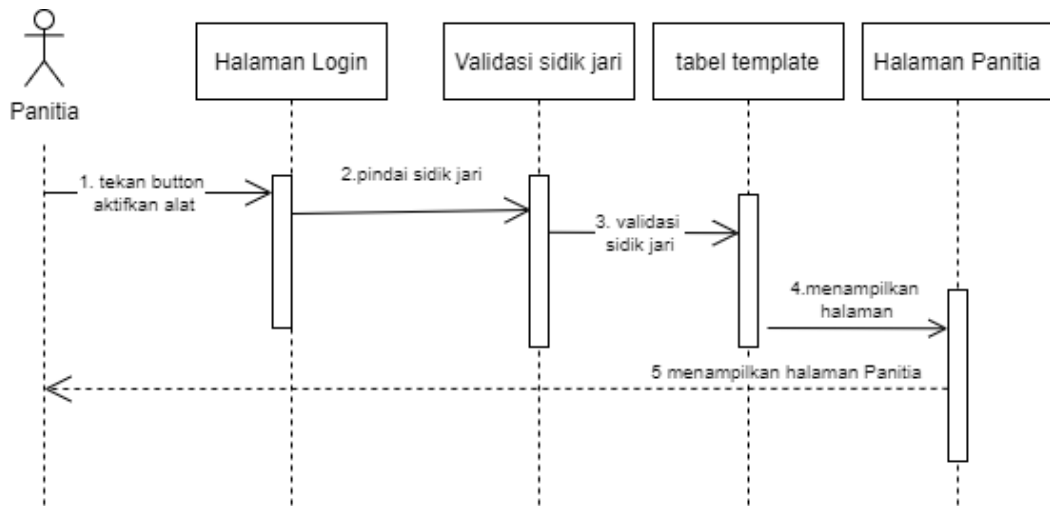 Panitia
Halaman Login
Validasi sidik jari
tabel template
Halaman Panitia
1. tekan button
aktifkan alat
2.pindai sidik jari
3. validasi
sidik jari
4.menampilkan
halaman
5 menampilkan halaman Panitia